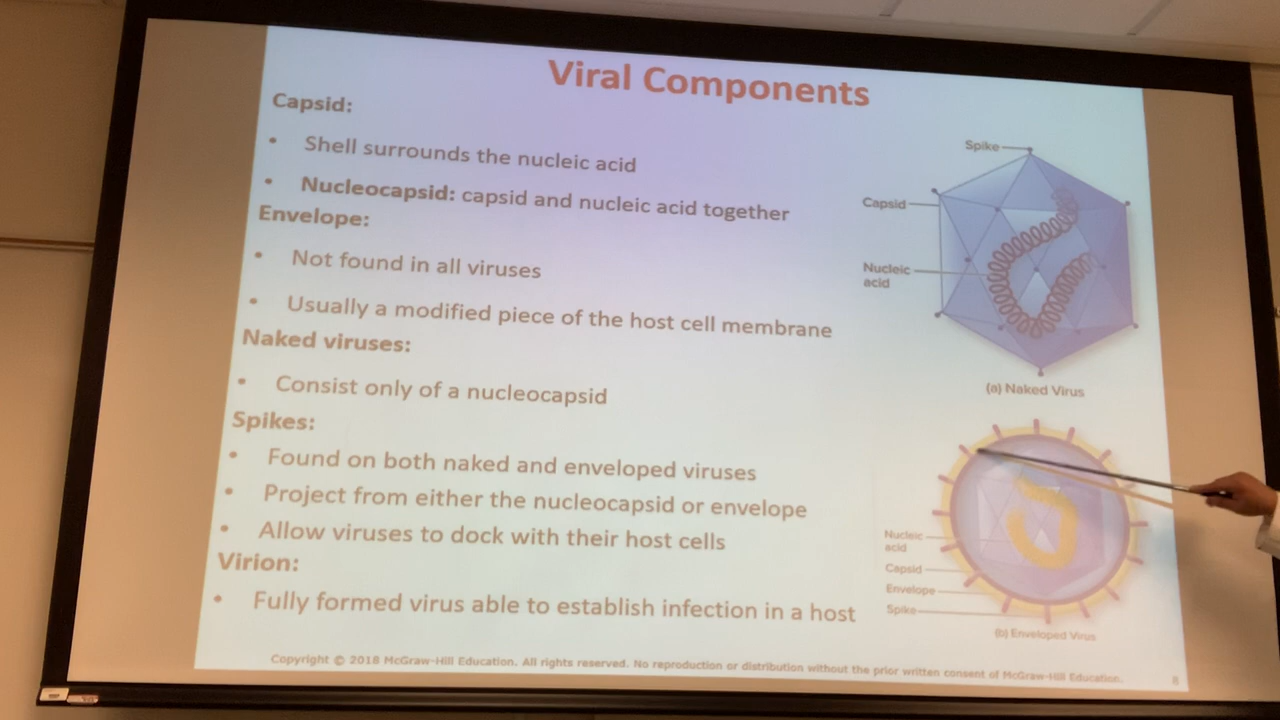 Viral Components
Capsid:
• Shell surrounds the nucleic acid
• Nucleocapsid: capsid and nucleic acid together
Envelope:
• Not found in all viruses
• Usually a modified piece of the host cell membrane
Naked viruses:
• Consist only of a nucleocapsid
Spikes:
• Found on both naked and enveloped viruses
• Project from either the nucleocapsid or envelope
• Allow viruses to dock with their host cells
Virion:
• Fully formed virus able to establish infection in a host
Spike
Capsid
Nucleic
acid
(a) Naked Virus
Nucleic
acid
Capsid
Envelope
Spike
(b) Enveloped Virus
Copyright © 2018 McGraw-Hill Education. All rights reserved. No reproduction or distribution without the prior written consent of McGraw-Hill Education.
8